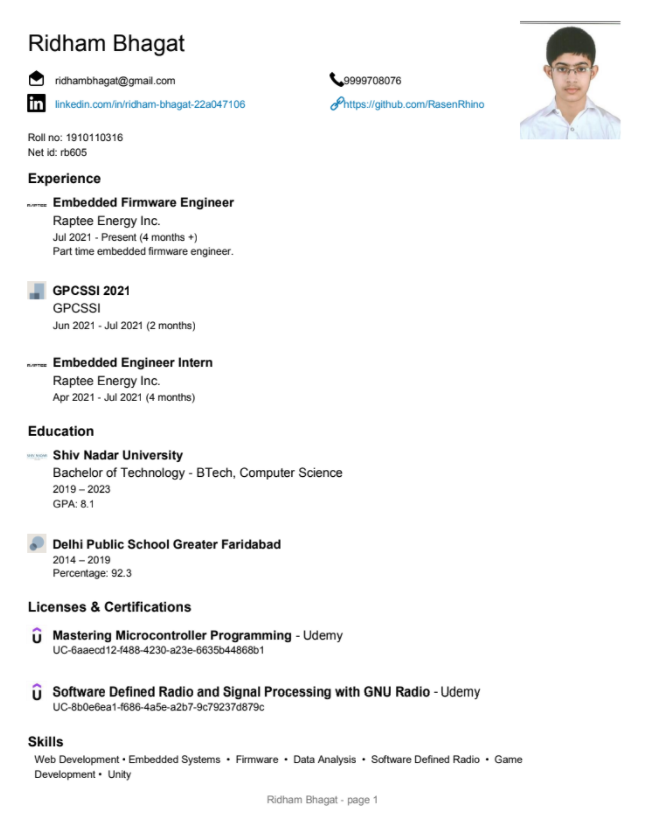 Ridham Bhagat
ridhambhagat@gmail.com
9999708076
linkedin.com/in/ridham-bhagat-22a047106
https://github.com/RasenRhino
Roll no: 1910110316
Net id: rb605
Experience
Embedded Firmware Engineer
Raptee Energy Inc.
Jul 2021 - Present (4 months +)
Part time embedded firmware engineer.
GPCSSI 2021
GPCSSI
Jun 2021 - Jul 2021 (2 months)
Embedded Engineer Intern
Raptee Energy Inc.
Apr 2021 - Jul 2021 (4 months)
Education
Shiv Nadar University
Bachelor of Technology - BTech, Computer Science
2019 – 2023
GPA: 8.1
Delhi Public School Greater Faridabad
2014 – 2019
Percentage: 92.3
Licenses & Certifications
Mastering Microcontroller Programming - Udemy
UC-6aaecd12-f488-4230-a23e-6635b44868b1
Software Defined Radio and Signal Processing with GNU Radio - Udemy
UC-8b0e6ea1-f686-4a5e-a2b7-9c79237d879c
Skills
Web Development • Embedded Systems • Firmware • Data Analysis • Software Defined Radio • Game
Development • Unity
Ridham Bhagat - page 1